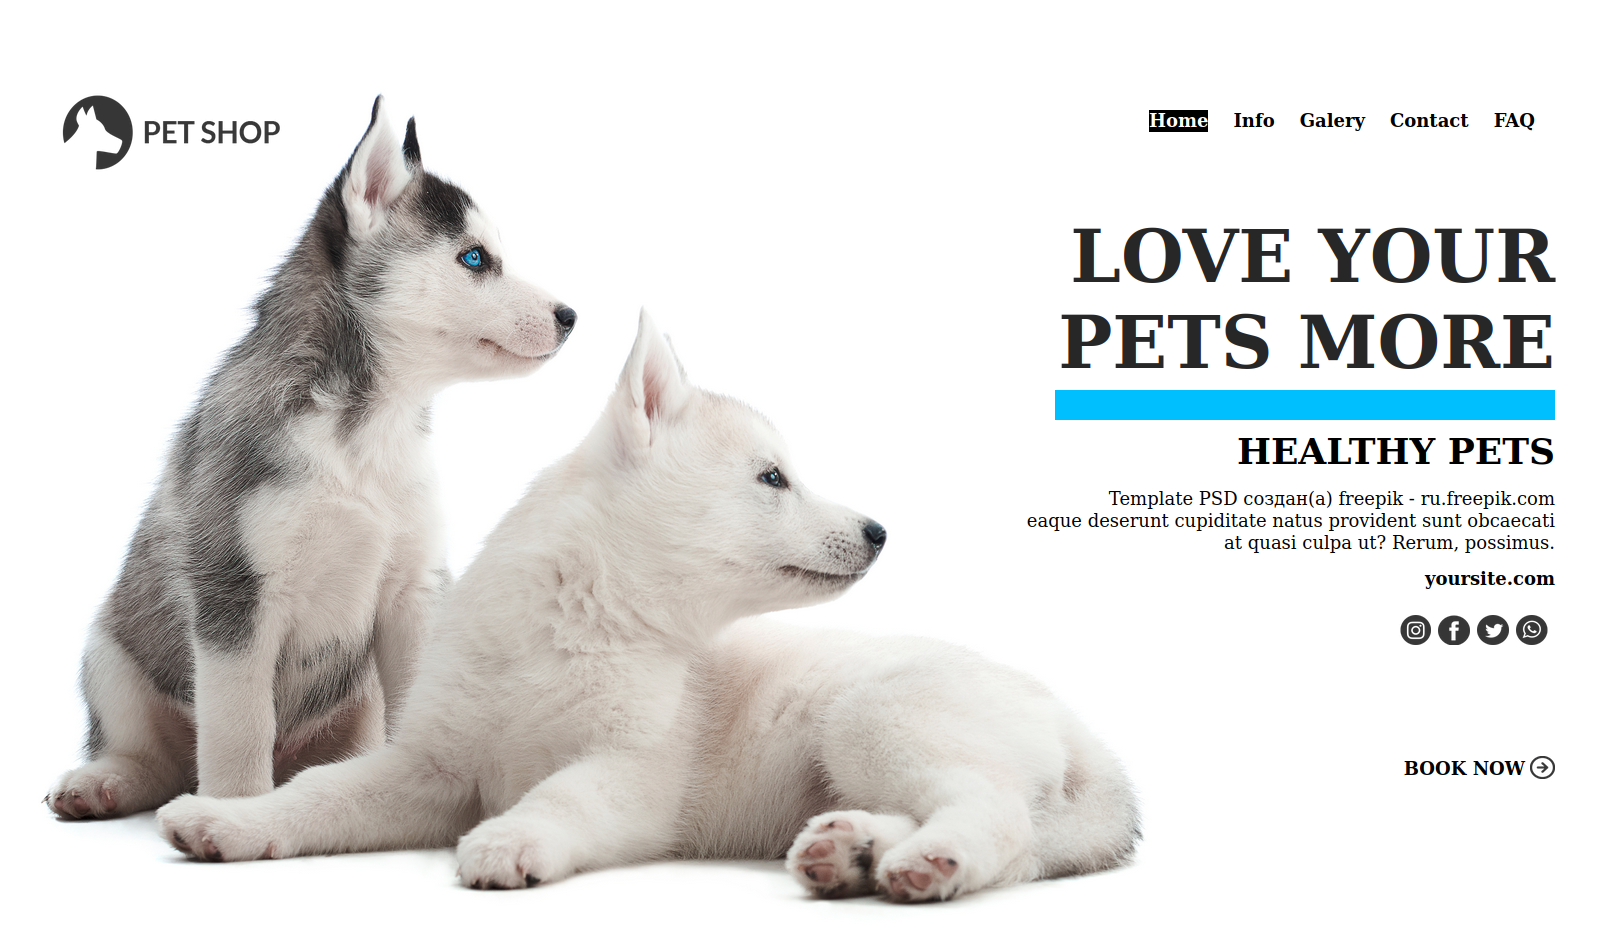 PET SHOP
Home Info Galery Contact FAQ
LOVE YOUR
PETS MORE
HEALTHY PETS
Template PSD создан(а) freepik - ru.freepik.com
eaque deserunt cupiditate natus provident sunt obcaecati
at quasi culpa ut? Rerum, possimus.
yoursite.com
BOOK NOW